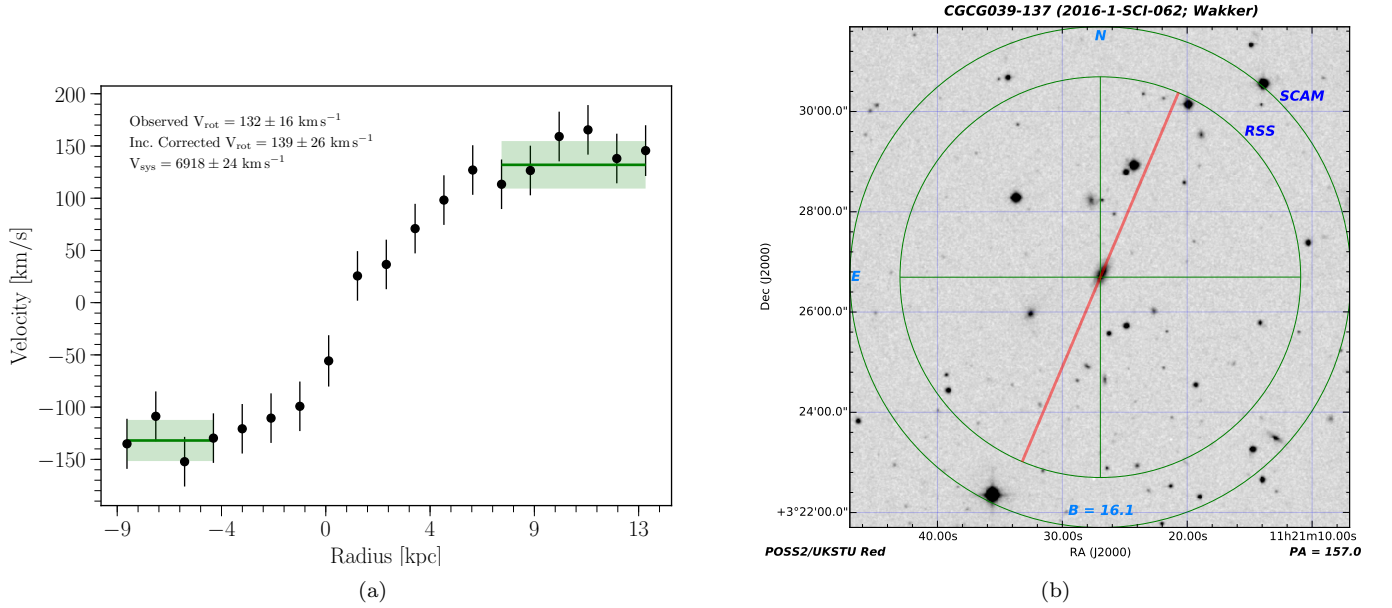 CGCG039-137 (2016-1-SCI-062; Wakker)
200
150
100
50
0
−50
−100
−150
Velocity [km/s]
Observed V_rot = 132 ± 16 km s⁻¹
Inc. Corrected V_rot = 139 ± 26 km s⁻¹
V_sys = 6918 ± 24 km s⁻¹
−9 −4 0 4 9 13
Radius [kpc]
(a)
N
SCAM
RSS
E
B = 16.1
30'00.0"
28'00.0"
26'00.0"
24'00.0"
+3°22'00.0"
Dec (J2000)
40.00s 30.00s 20.00s 11h21m10.00s
POSS2/UKSTU Red
RA (J2000)
PA = 157.0
(b)